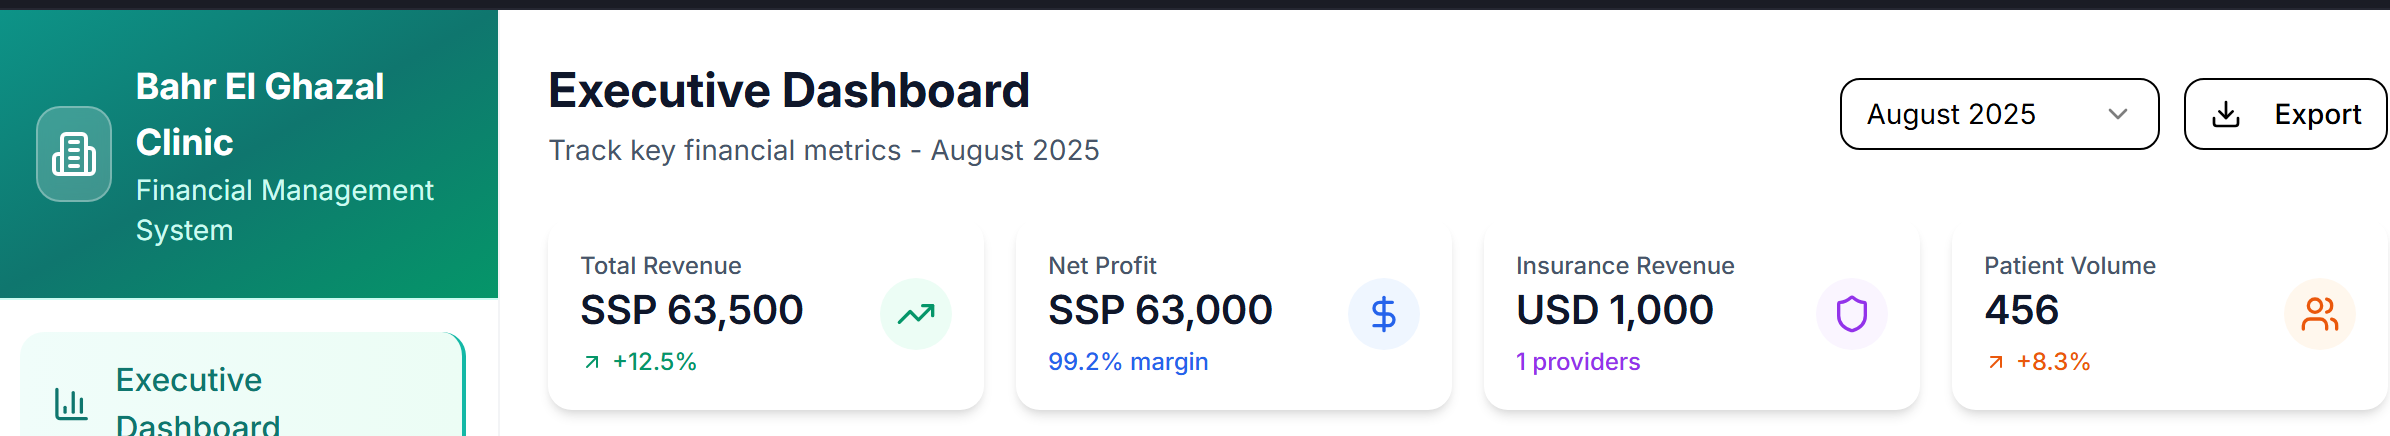 Bahr El Ghazal
Clinic
Financial Management
System
Executive
Dashboard
Executive Dashboard
Track key financial metrics - August 2025
August 2025
Export
Total Revenue
SSP 63,500
+12.5%
Net Profit
SSP 63,000
99.2% margin
Insurance Revenue
USD 1,000
1 providers
Patient Volume
456
+8.3%